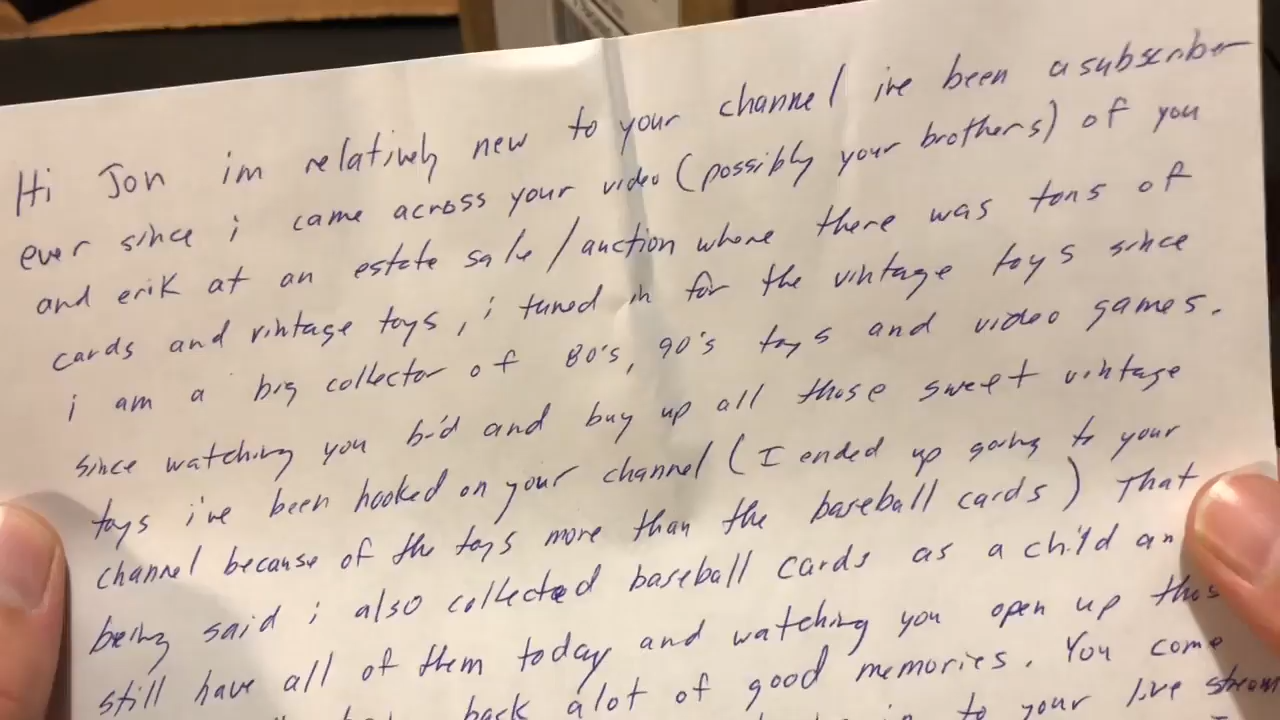 Hi Jon im relatively new to your channel ive been a subscriber
ever since i came across your video (possibly your brothers) of you
and erik at an estate sale/auction where there was tons of
cards and vintage toys, i tuned in for the vintage toys since
i am a big collector of 80's, 90's toys and video games.
since watching you bid and buy up all those sweet vintage
toys i've been hooked on your channel (I ended up going to your
channel because of the toys more than the baseball cards) That
being said i also collected baseball cards as a child an
still have all of them today and watching you open up thos
back alot of good memories. You come
to your live stream